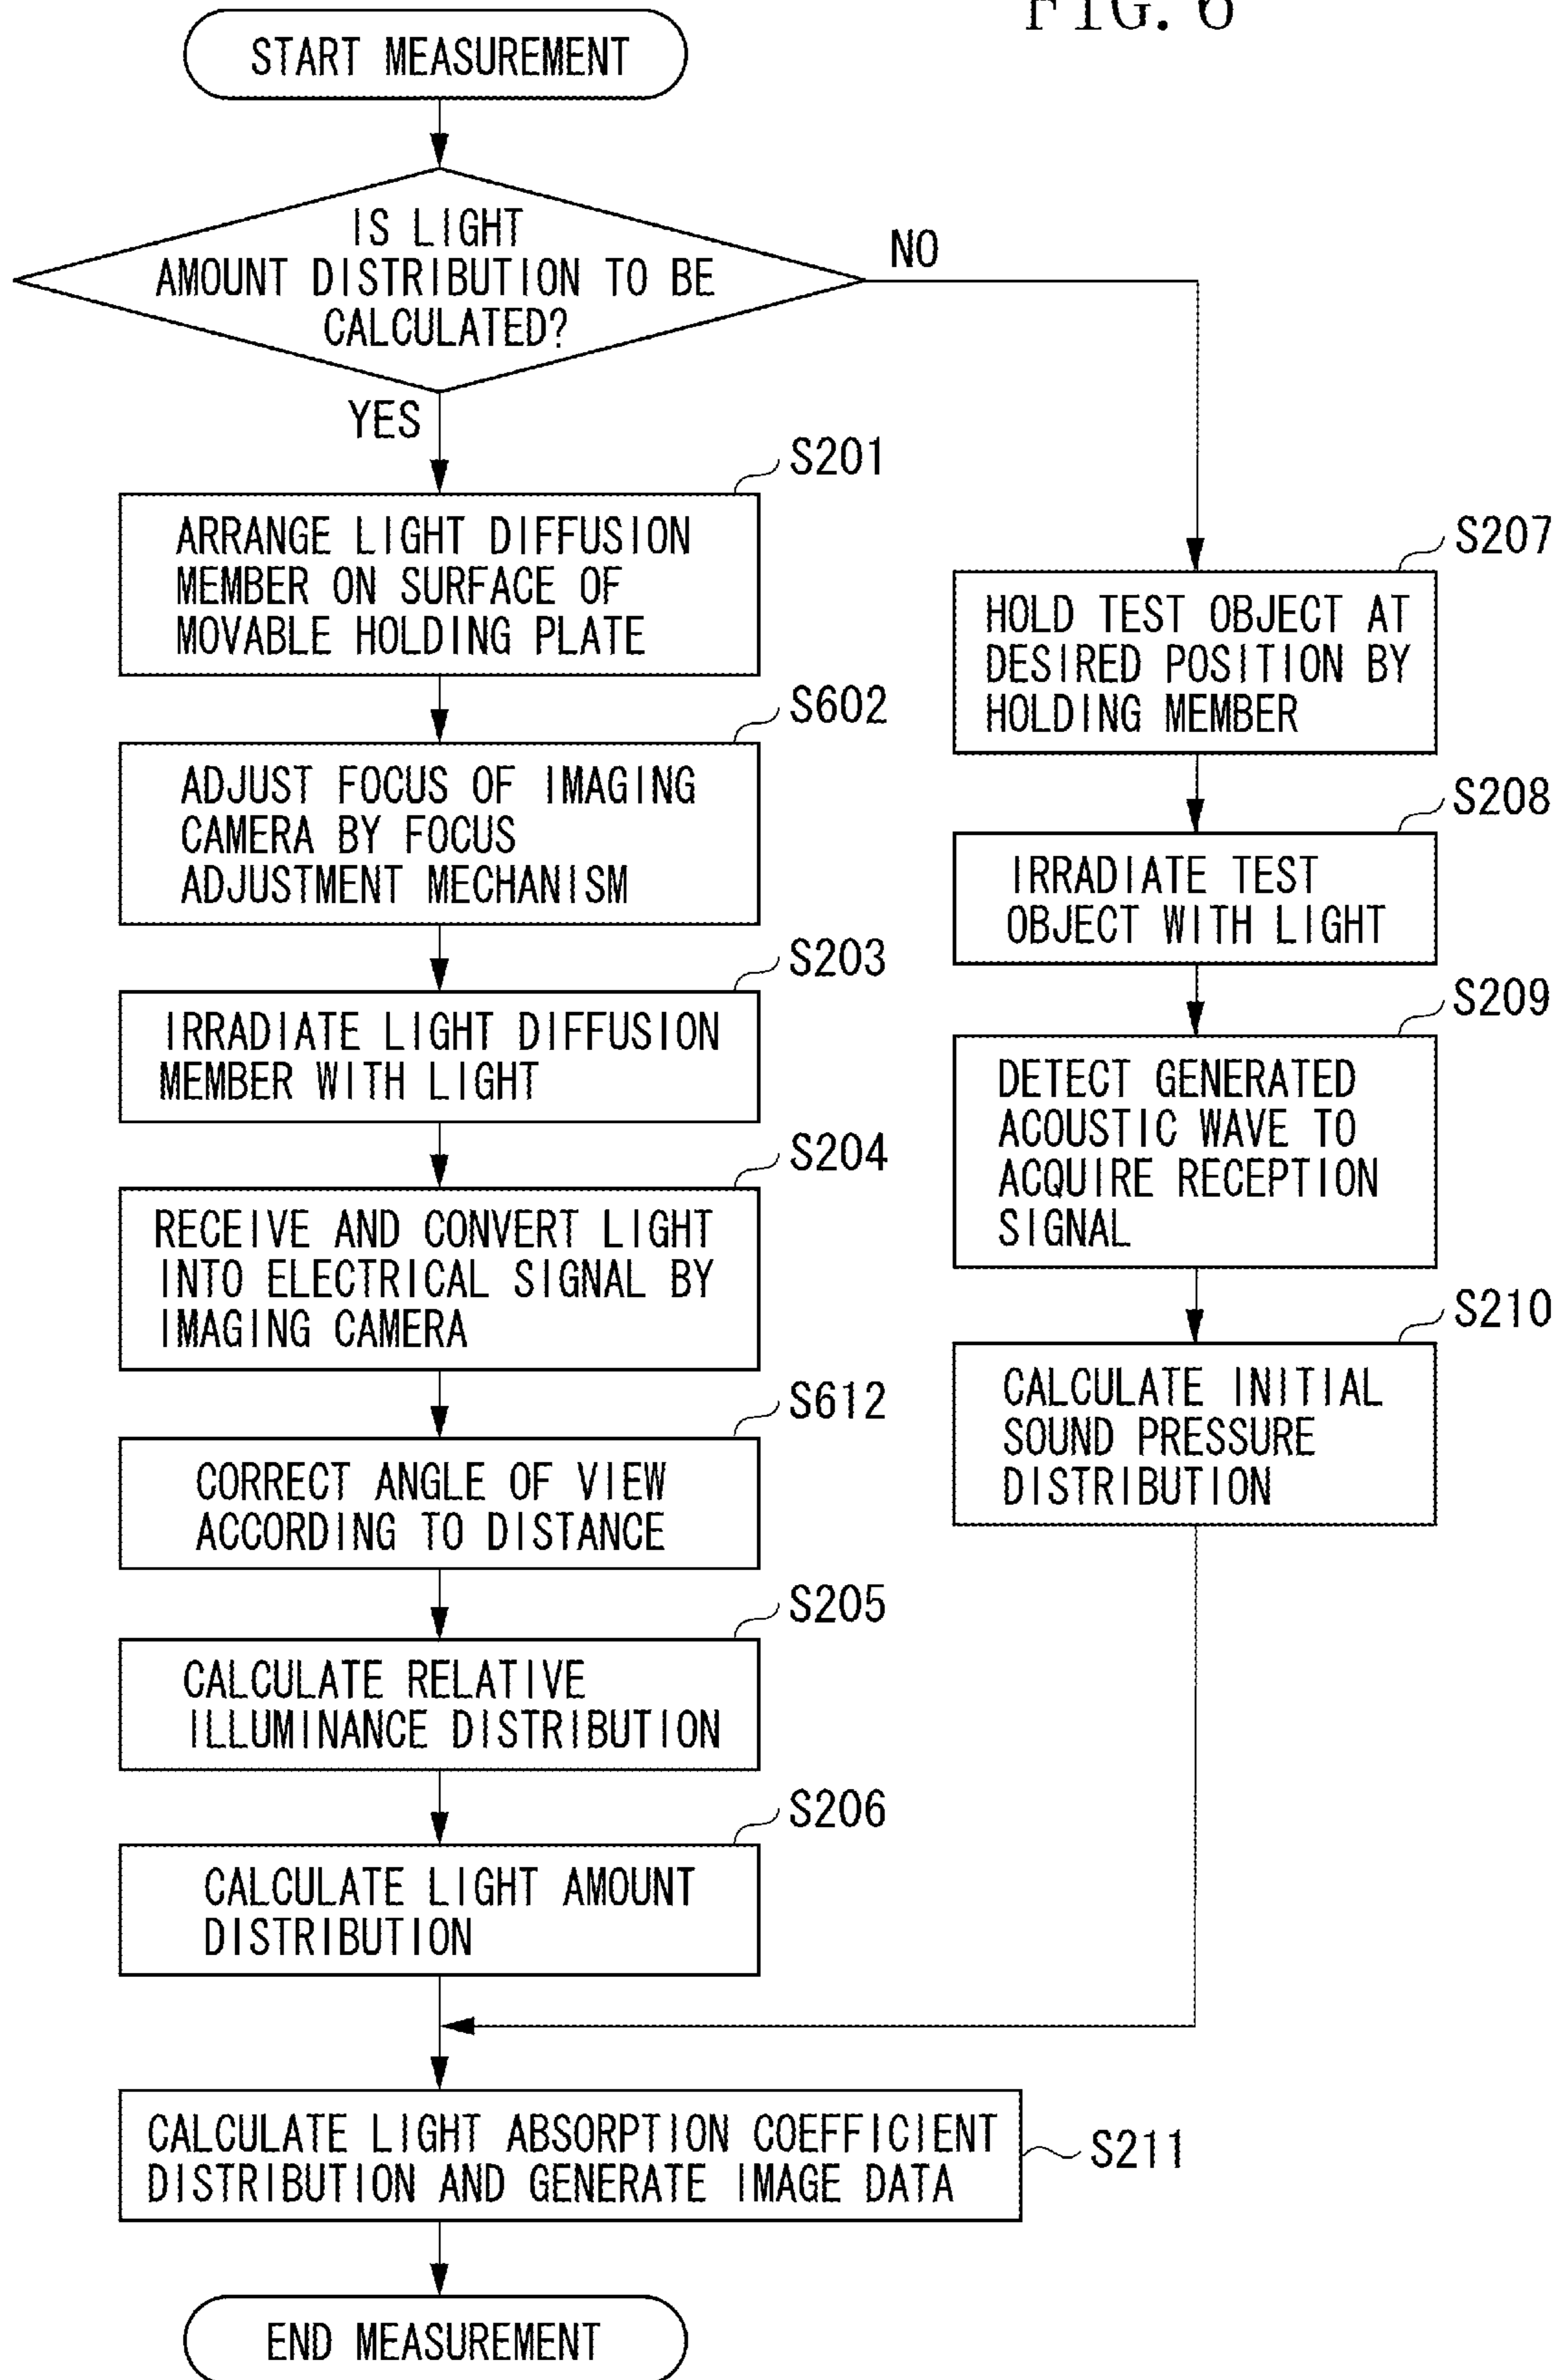 FIG. 6
START MEASUREMENT
IS LIGHT
AMOUNT DISTRIBUTION TO BE
CALCULATED?
NO
YES
S201
ARRANGE LIGHT DIFFUSION
MEMBER ON SURFACE OF
MOVABLE HOLDING PLATE
S602
ADJUST FOCUS OF IMAGING
CAMERA BY FOCUS
ADJUSTMENT MECHANISM
S203
IRRADIATE LIGHT DIFFUSION
MEMBER WITH LIGHT
S204
RECEIVE AND CONVERT LIGHT
INTO ELECTRICAL SIGNAL BY
IMAGING CAMERA
S612
CORRECT ANGLE OF VIEW
ACCORDING TO DISTANCE
S205
CALCULATE RELATIVE
ILLUMINANCE DISTRIBUTION
S206
CALCULATE LIGHT AMOUNT
DISTRIBUTION
S207
HOLD TEST OBJECT AT
DESIRED POSITION BY
HOLDING MEMBER
S208
IRRADIATE TEST
OBJECT WITH LIGHT
S209
DETECT GENERATED
ACOUSTIC WAVE TO
ACQUIRE RECEPTION
SIGNAL
S210
CALCULATE INITIAL
SOUND PRESSURE
DISTRIBUTION
CALCULATE LIGHT ABSORPTION COEFFICIENT
DISTRIBUTION AND GENERATE IMAGE DATA
S211
END MEASUREMENT